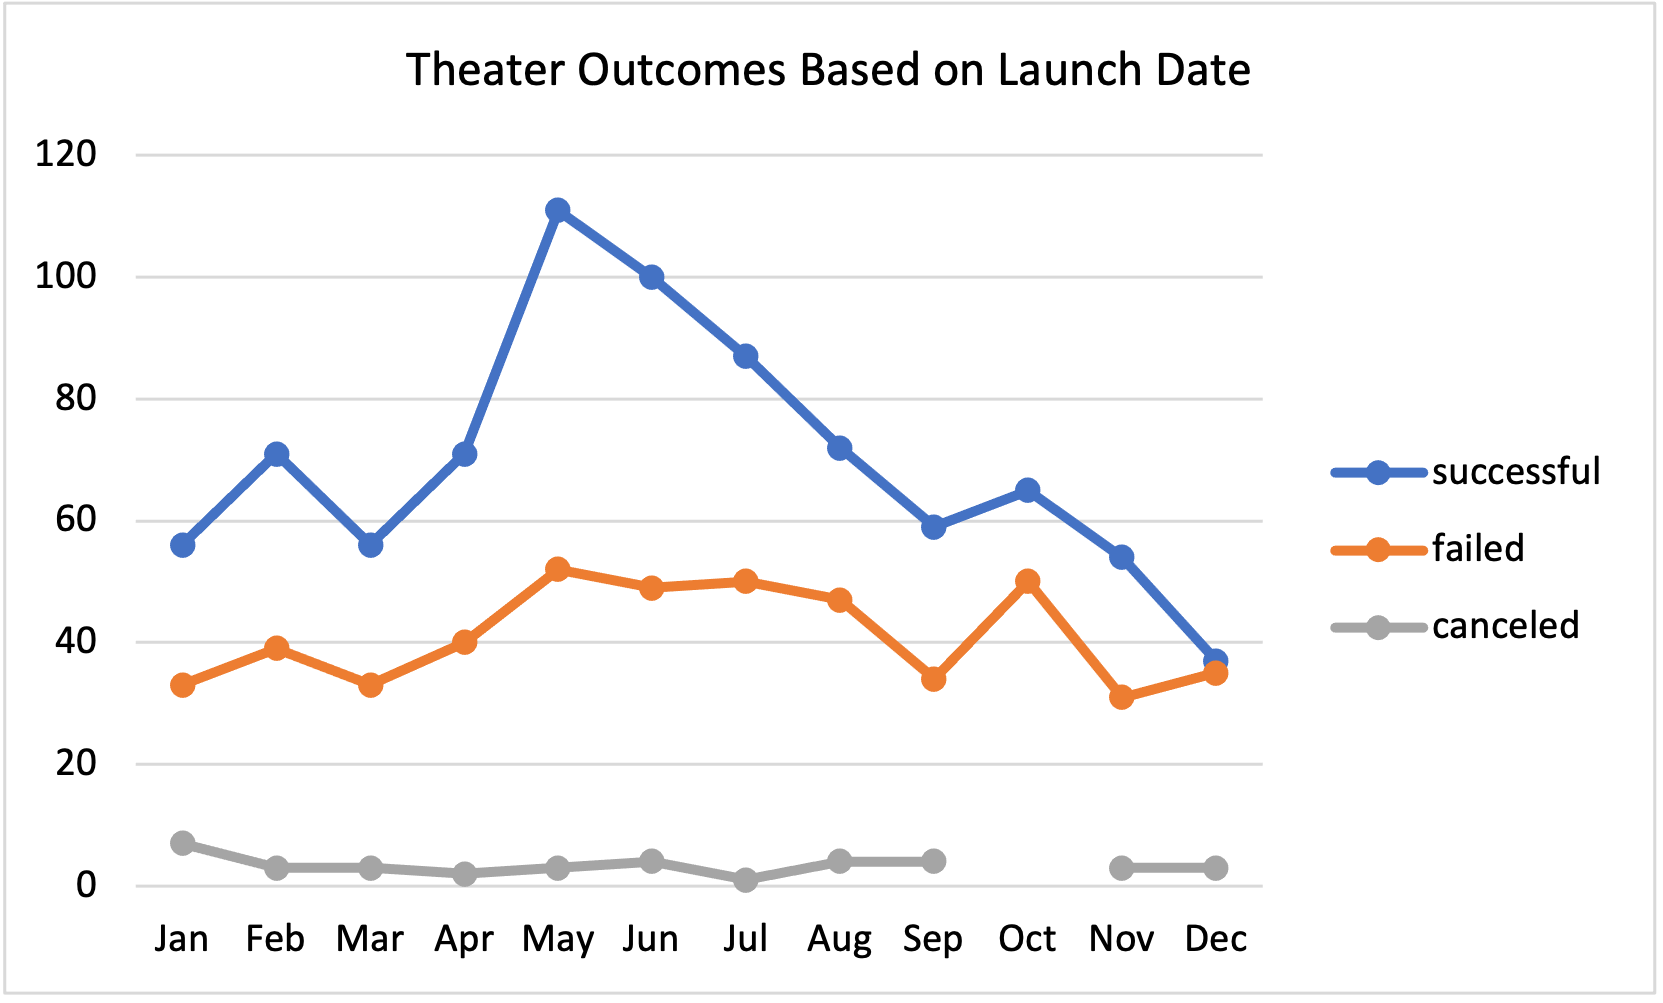 Theater Outcomes Based on Launch Date
120
100
80
60
40
20
0
Jan Feb Mar Apr May Jun Jul Aug Sep Oct Nov Dec
successful
failed
canceled